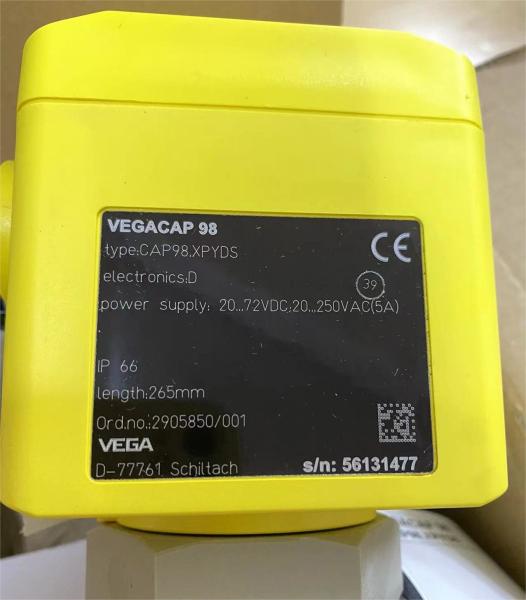 VEGACAP 98
type:CAP98.XPYDS
CE
electronics:D
39
power supply: 20...72VDC;20...250VAC(5A)
IP 66
length:265mm
Ord.no.:2905850/001
VEGA
D-77761 Schiltach
s/n: 56131477